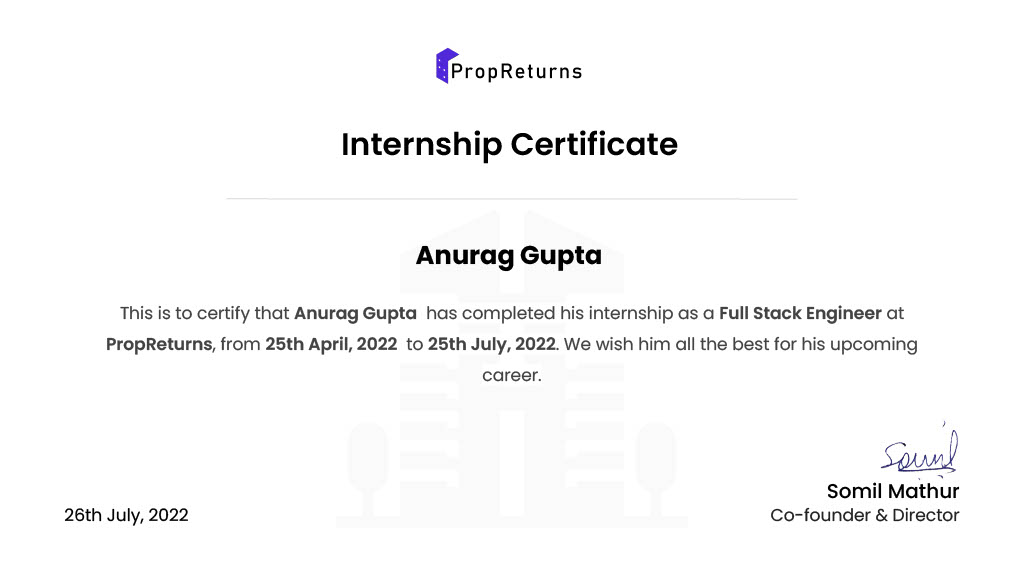 PropReturns
Internship Certificate
Anurag Gupta
This is to certify that Anurag Gupta has completed his internship as a Full Stack Engineer at
PropReturns, from 25th April, 2022 to 25th July, 2022. We wish him all the best for his upcoming
career.
Somil
Somil Mathur
26th July, 2022
Co-founder & Director